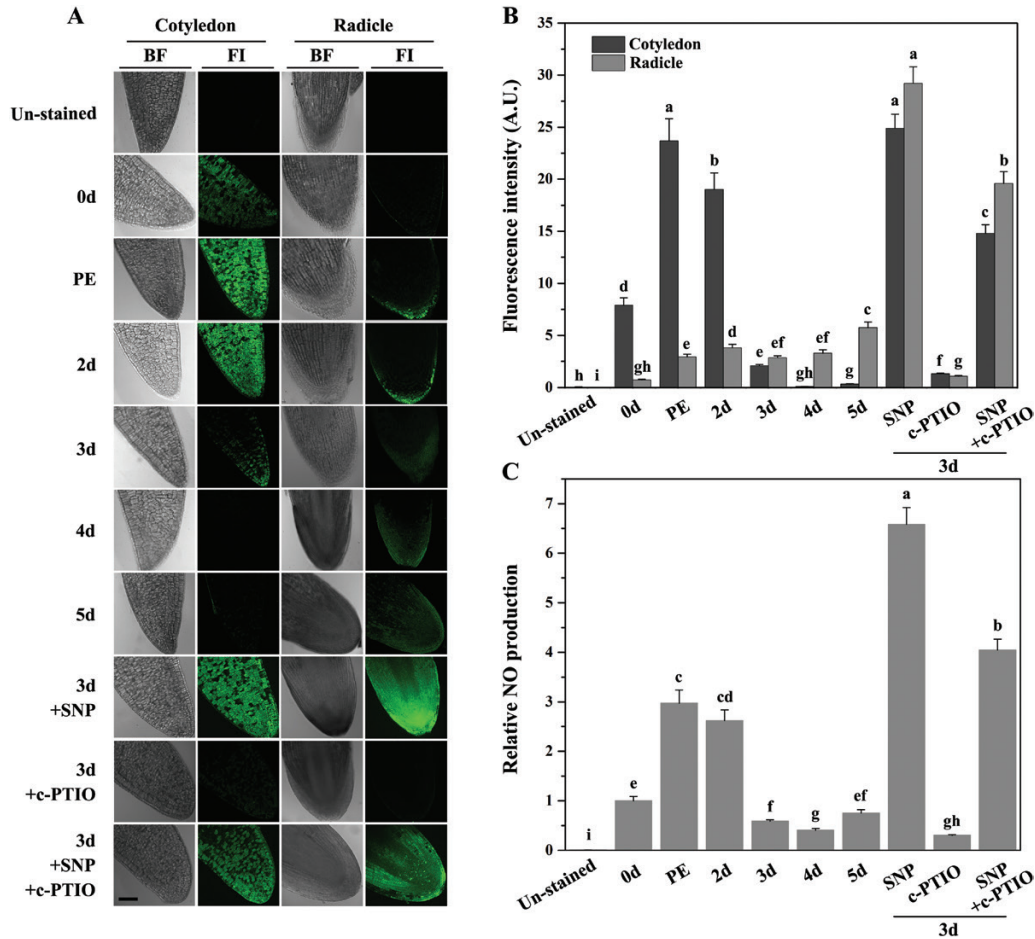 A
Cotyledon Radicle
BF FI BF FI
Un-stained
0d
PE
2d
3d
4d
5d
3d
+SNP
3d
+c-PTIO
3d
+SNP
+c-PTIO
B
Fluorescence intensity (A.U.)
35
30
25
20
15
10
5
0
Cotyledon
Radicle
h i d gh a e b d e ef gh ef g c a a f g c b
Un-stained 0d PE 2d 3d 4d 5d SNP c-PTIO SNP
+c-PTIO
3d
C
Relative NO production
7
6
5
4
3
2
1
0
i e c cd f g ef a gh b
Un-stained 0d PE 2d 3d 4d 5d SNP c-PTIO SNP
+c-PTIO
3d